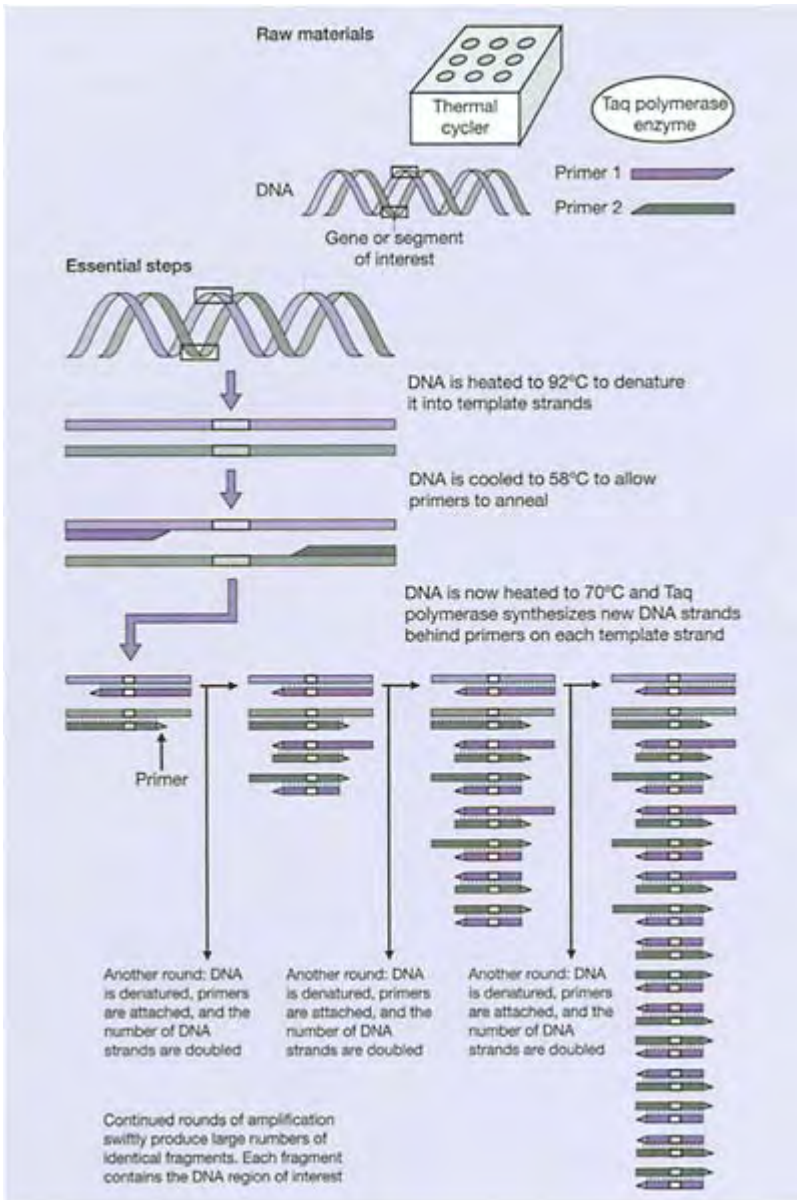 Raw materials
Thermal
cycler
Taq polymerase
enzyme
DNA
Primer 1
Primer 2
Gene or segment
of interest
Essential steps
DNA is heated to 92ºC to denature
it into template strands
DNA is cooled to 58ºC to allow
primers to anneal
DNA is now heated to 70ºC and Taq
polymerase synthesizes new DNA strands
behind primers on each template strand
Primer
Another round: DNA
is denatured, primers
are attached, and the
number of DNA
strands are doubled
Another round: DNA
is denatured, primers
are attached, and the
number of DNA
strands are doubled
Another round: DNA
is denatured, primers
are attached, and the
number of DNA
strands are doubled
Continued rounds of amplification
swiftly produce large numbers of
identical fragments. Each fragment
contains the DNA region of interest